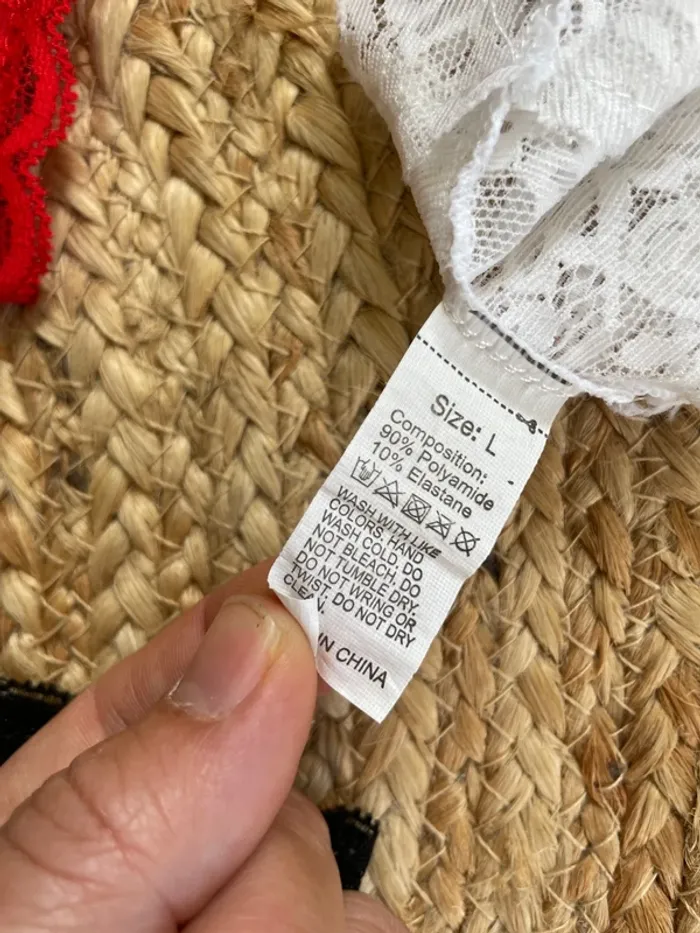 Size: L
Composition:
90% Polyamide
10% Elastane
WASH WITH LIKE
COLORS, HAND
WASH COLD, DO
NOT BLEACH, DO
NOT TUMBLE DRY.
DO NOT WRING OR
TWIST, DO NOT DRY
CLEAN.
IN CHINA